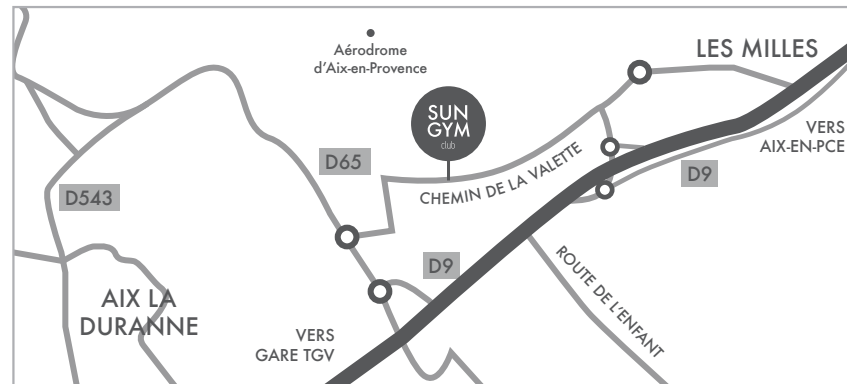 Aérodrome
d'Aix-en-Provence
LES MILLES
SUN
GYM
club
VERS
AIX-EN-PCE
D65
CHEMIN DE LA VALETTE
D9
D543
D9
ROUTE DE L'ENFANT
AIX LA
DURANNE
VERS
GARE TGV